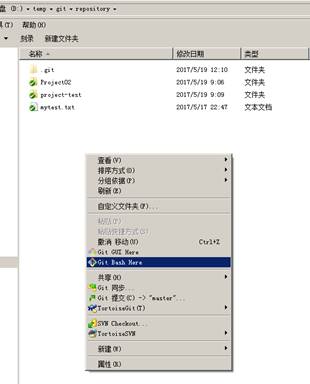 盘 (D:) ▸ temp ▸ git ▸ repository ▸
具(T) 帮助(H)
刻录 新建文件夹
名称 修改日期 类型
.git 2017/5/19 12:10 文件夹
Project02 2017/5/19 9:06 文件夹
project-test 2017/5/19 9:09 文件夹
mytest.txt 2017/5/17 22:47 文本文档
查看(V)
排序方式(O)
分组依据(P)
刷新(E)
自定义文件夹(F)...
粘贴(P)
粘贴快捷方式(S)
撤消 移动(U) Ctrl+Z
Git GUI Here
Git Bash Here
共享(H)
Git 同步...
Git 提交(C) -> "master"...
TortoiseGit(T)
SVN Checkout...
TortoiseSVN
新建(W)
属性(R)